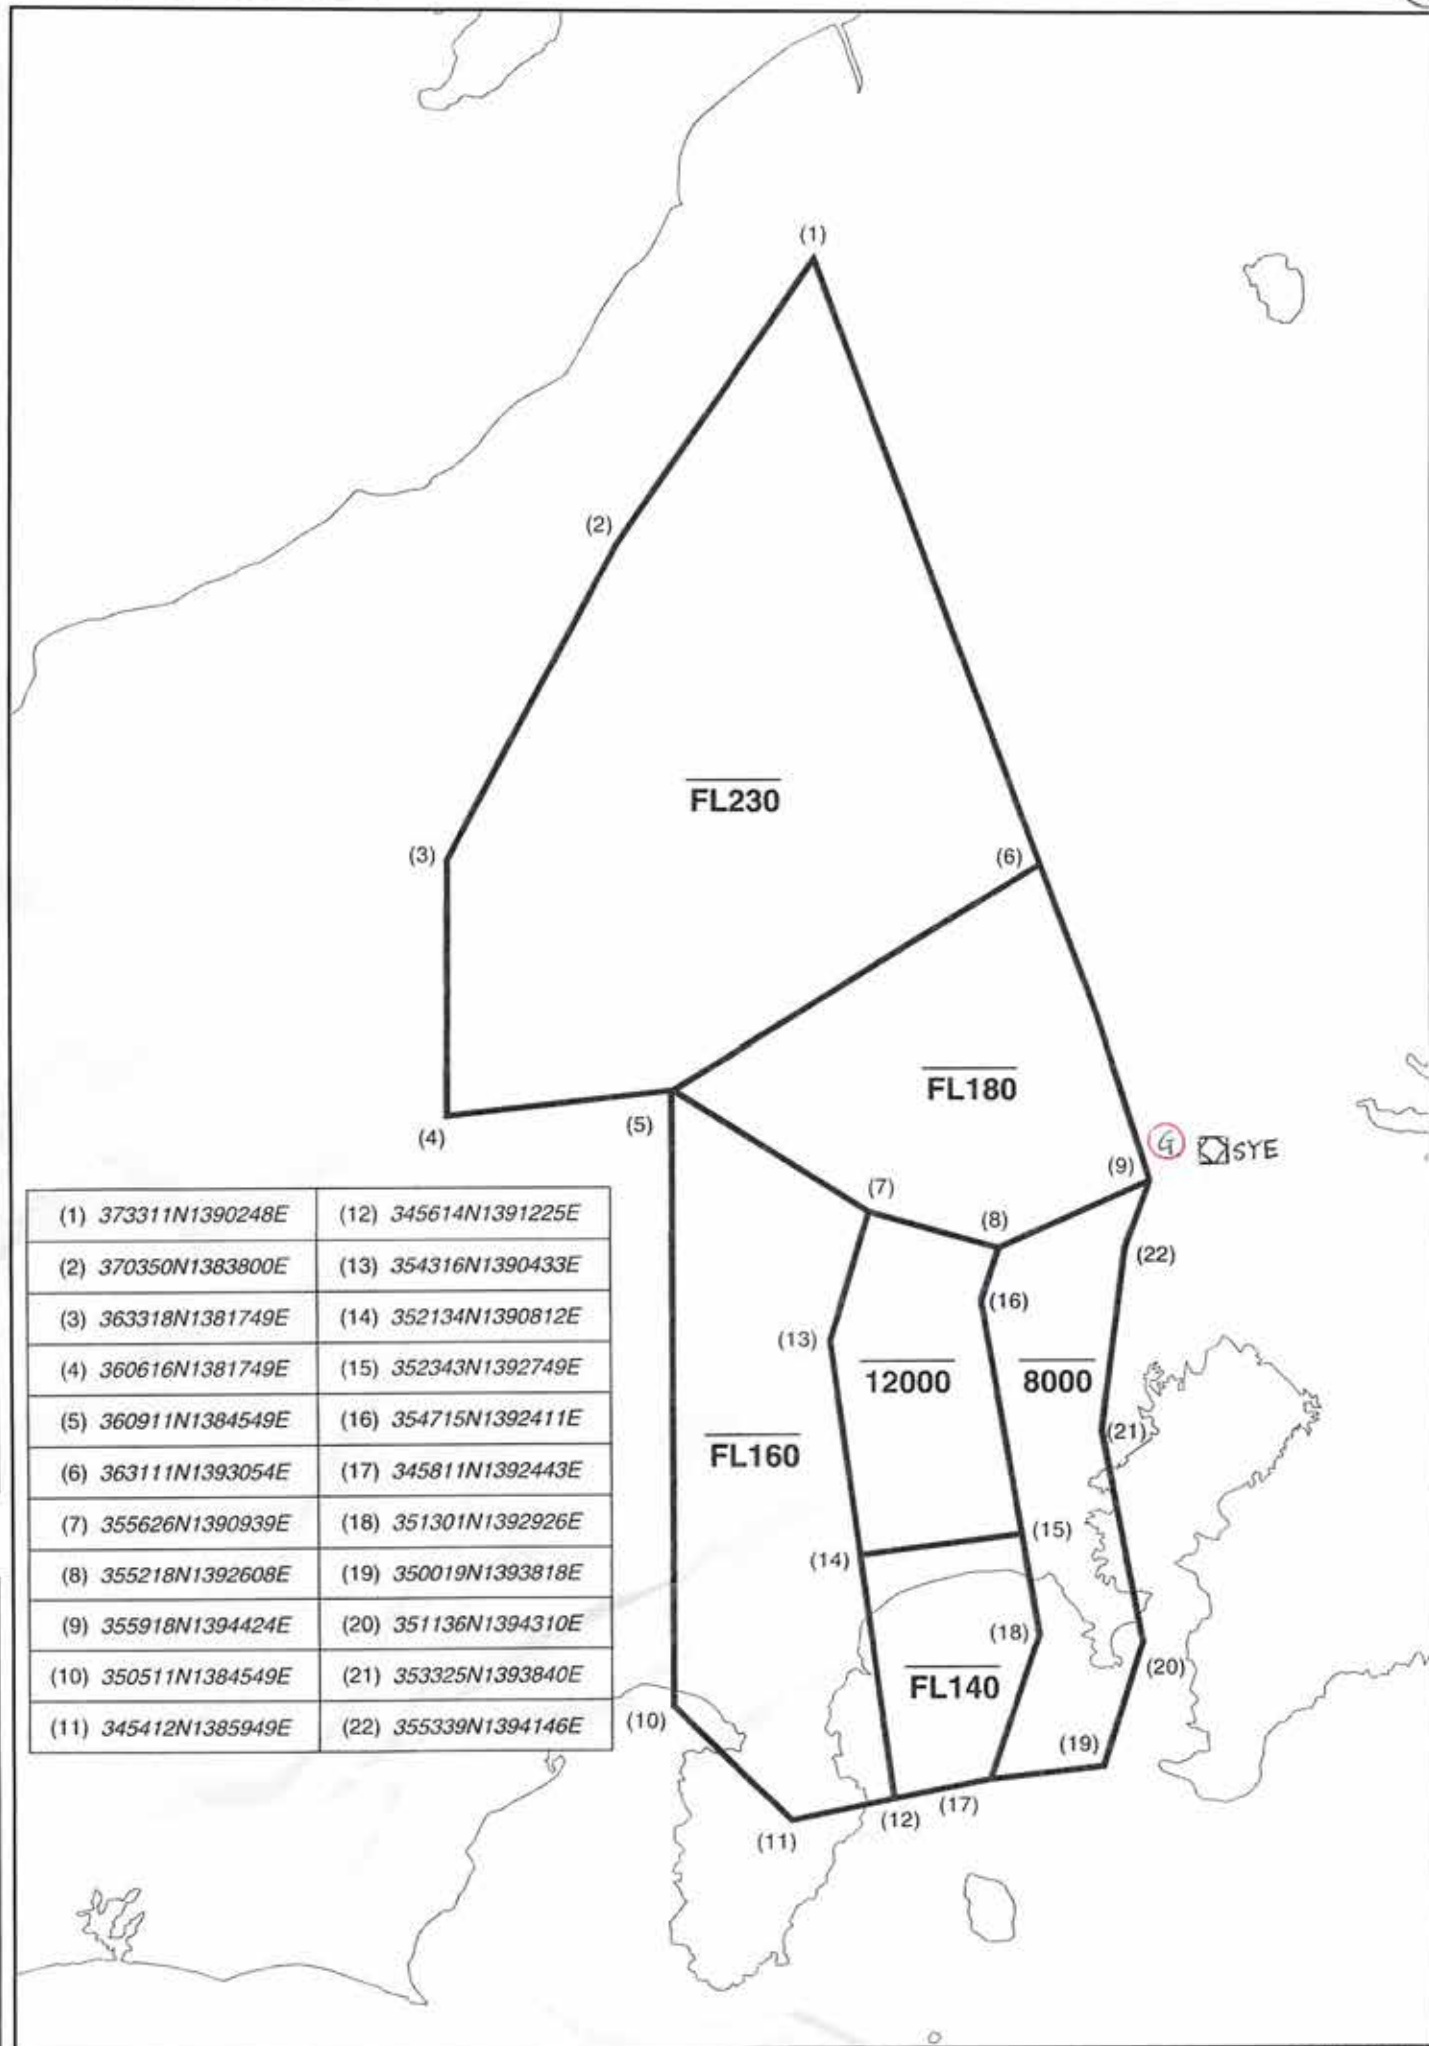 (1)
(2)
FL230
(3)
(6)
FL180
(4)
(5)
G
SYE
(9)
(7)
(8)
(22)
(16)
(13)
12000
8000
(21)
FL160
(15)
(14)
(18)
(20)
FL140
(10)
(19)
(17)
(12)
(11)
(1) 373311N1390248E (12) 345614N1391225E
(2) 370350N1383800E (13) 354316N1390433E
(3) 363318N1381749E (14) 352134N1390812E
(4) 360616N1381749E (15) 352343N1392749E
(5) 360911N1384549E (16) 354715N1392411E
(6) 363111N1393054E (17) 345811N1392443E
(7) 355626N1390939E (18) 351301N1392926E
(8) 355218N1392608E (19) 350019N1393818E
(9) 355918N1394424E (20) 351136N1394310E
(10) 350511N1384549E (21) 353325N1393840E
(11) 345412N1385949E (22) 355339N1394146E